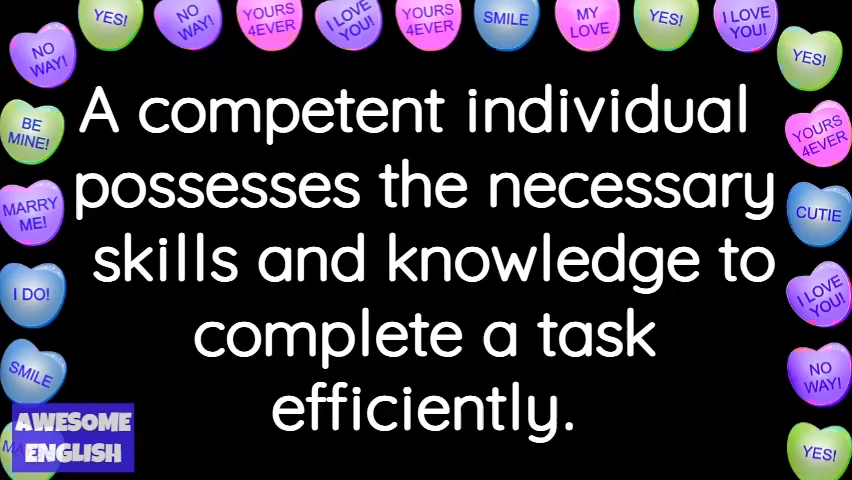 YES!
NO WAY!
YOURS 4EVER
I LOVE YOU!
YOURS 4EVER
SMILE
MY LOVE
YES!
I LOVE YOU!
NO WAY!
YES!
BE MINE!
YOURS 4EVER
MARRY ME!
CUTIE
I DO!
I LOVE YOU!
SMILE
NO WAY!
YES!
A competent individual
possesses the necessary
skills and knowledge to
complete a task
efficiently.
AWESOME
ENGLISH